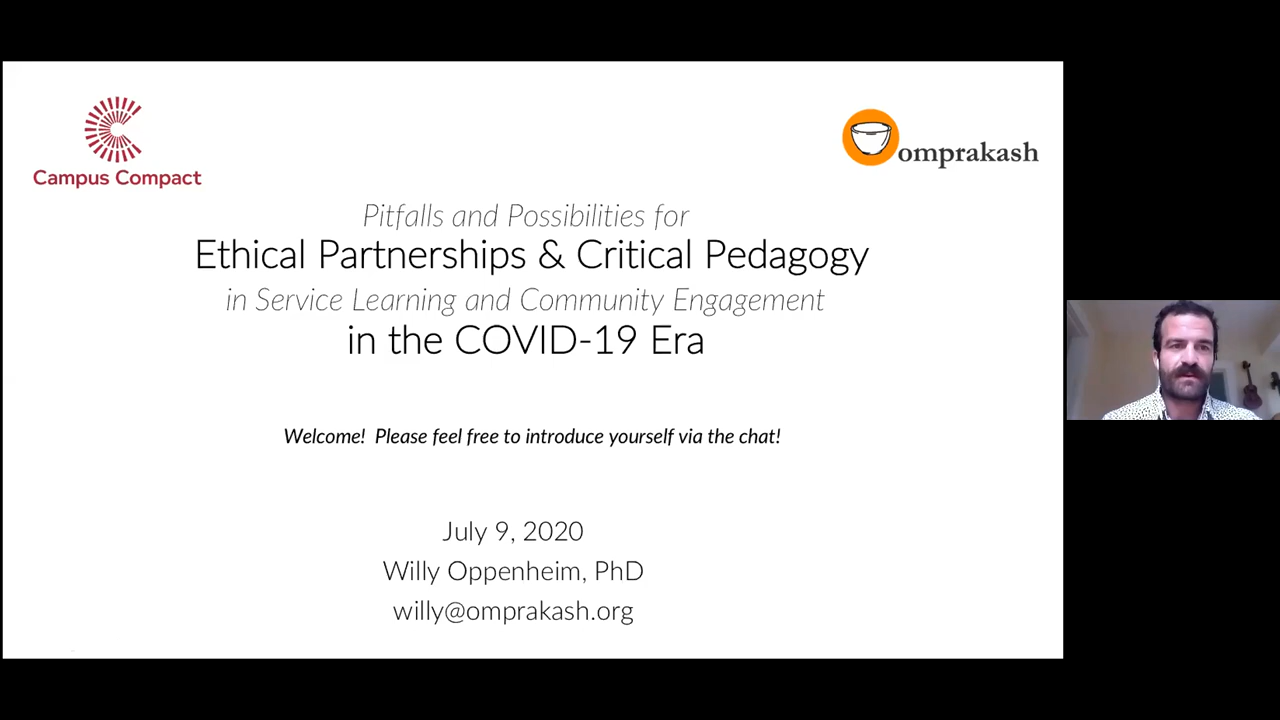 Campus Compact
omprakash
Pitfalls and Possibilities for
Ethical Partnerships & Critical Pedagogy
in Service Learning and Community Engagement
in the COVID-19 Era
Welcome! Please feel free to introduce yourself via the chat!
July 9, 2020
Willy Oppenheim, PhD
willy@omprakash.org